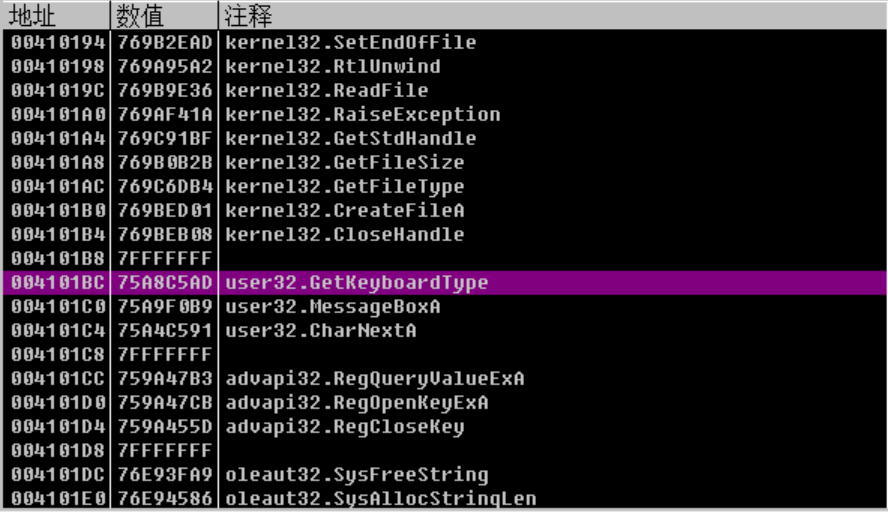 地址 数值 注释
00410194 769B2EAD kernel32.SetEndOfFile
00410198 769A95A2 kernel32.RtlUnwind
0041019C 769B9E36 kernel32.ReadFile
004101A0 769AF41A kernel32.RaiseException
004101A4 769C91BF kernel32.GetStdHandle
004101A8 769B0B2B kernel32.GetFileSize
004101AC 769C6DB4 kernel32.GetFileType
004101B0 769BED01 kernel32.CreateFileA
004101B4 769BEB08 kernel32.CloseHandle
004101B8 7FFFFFFF
004101BC 75A8C5AD user32.GetKeyboardType
004101C0 75A9F0B9 user32.MessageBoxA
004101C4 75A4C591 user32.CharNextA
004101C8 7FFFFFFF
004101CC 759A47B3 advapi32.RegQueryValueExA
004101D0 759A47CB advapi32.RegOpenKeyExA
004101D4 759A455D advapi32.RegCloseKey
004101D8 7FFFFFFF
004101DC 76E93FA9 oleaut32.SysFreeString
004101E0 76E94586 oleaut32.SysAllocStringLen